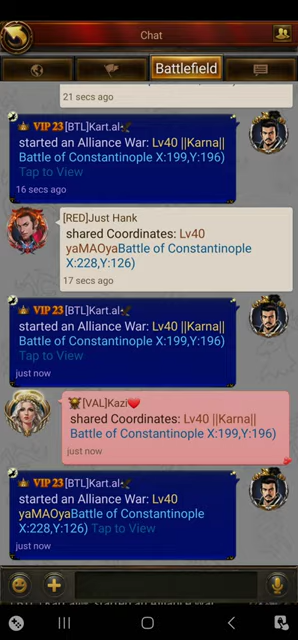 Chat
Battlefield
21 secs ago
VIP 23 [BTL]Kart.al
started an Alliance War: Lv40 ||Karna||
Battle of Constantinople X:199,Y:196)
Tap to View
16 secs ago
[RED]Just Hank
shared Coordinates: Lv40
yaMAOyaBattle of Constantinople
X:228,Y:126)
17 secs ago
VIP 23 [BTL]Kart.al
started an Alliance War: Lv40 ||Karna||
Battle of Constantinople X:199,Y:196)
Tap to View
just now
[VAL]Kazi
shared Coordinates: Lv40 ||Karna||
Battle of Constantinople X:199,Y:196)
just now
VIP 23 [BTL]Kart.al
started an Alliance War: Lv40
yaMAOyaBattle of Constantinople
X:228,Y:126) Tap to View
just now